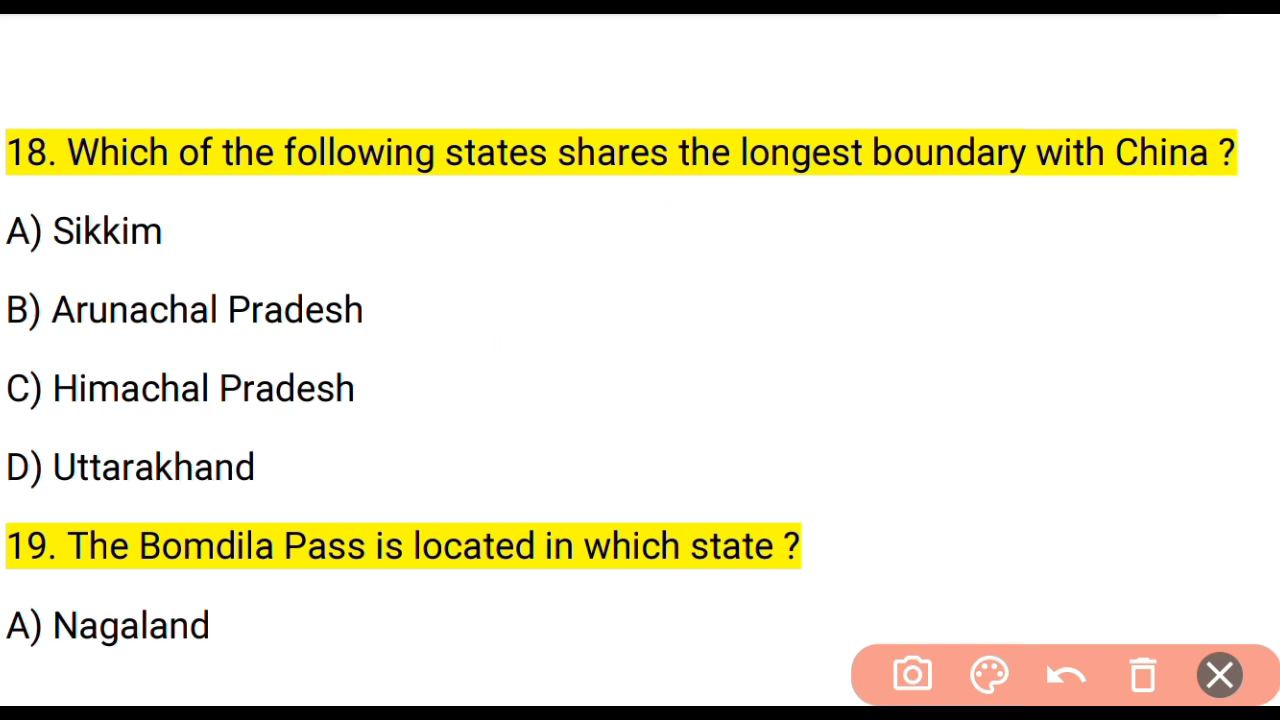 18. Which of the following states shares the longest boundary with China ?
A) Sikkim
B) Arunachal Pradesh
C) Himachal Pradesh
D) Uttarakhand
19. The Bomdila Pass is located in which state ?
A) Nagaland